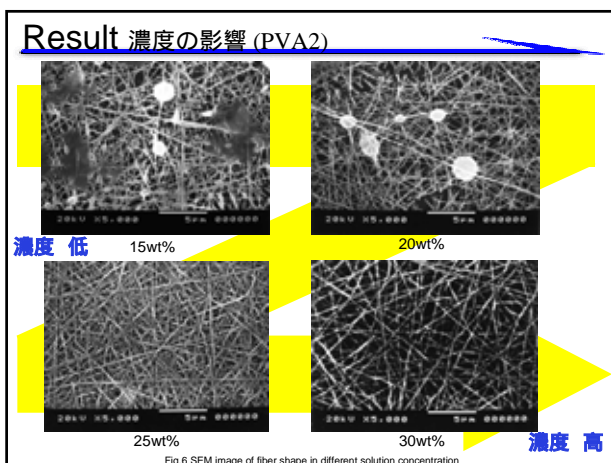 Result 濃度の影響 (PVA2)
20kV X5,000 5μm 000000
20kV X5,000 5μm 000000
濃度 低
15wt%
20wt%
20kV X5,000 5μm 000000
20kV X5,000 5μm 000000
25wt%
30wt%
濃度 高
Fig.6 SEM image of fiber shape in different solution concentration